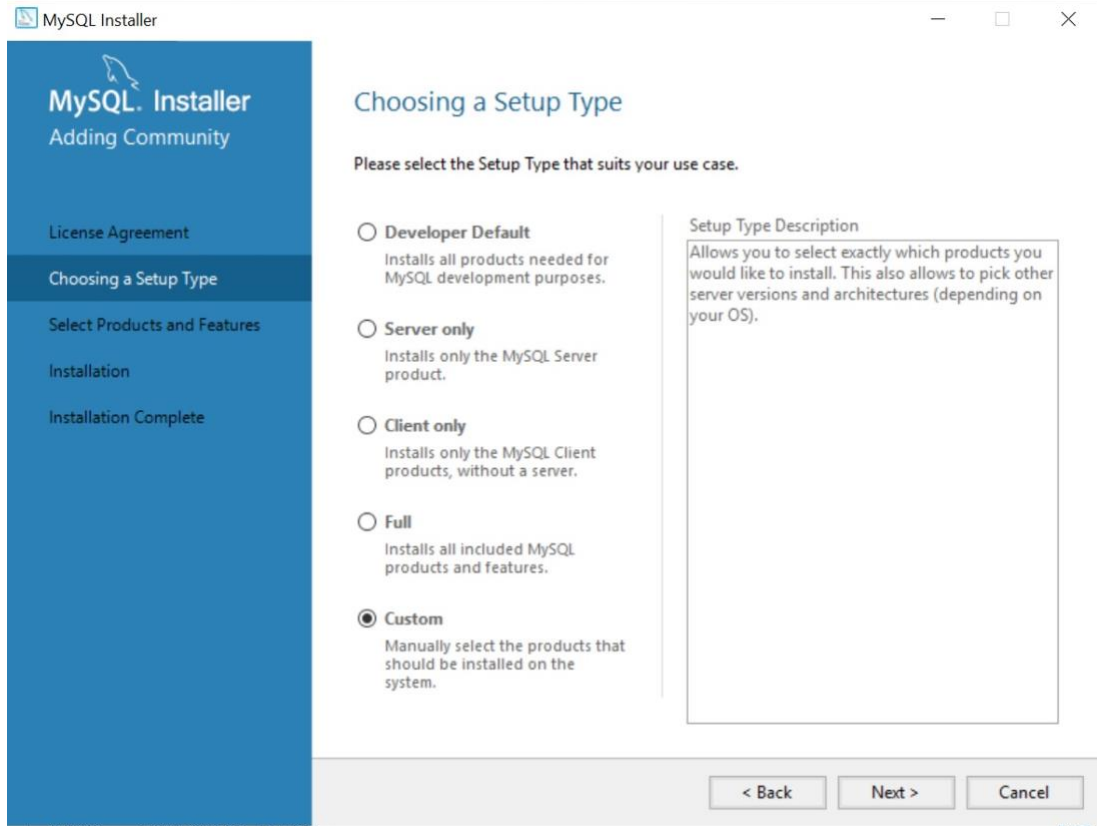 MySQL Installer
MySQL. Installer
Adding Community
License Agreement
Choosing a Setup Type
Select Products and Features
Installation
Installation Complete
Choosing a Setup Type
Please select the Setup Type that suits your use case.
Developer Default
Installs all products needed for
MySQL development purposes.
Server only
Installs only the MySQL Server
product.
Client only
Installs only the MySQL Client
products, without a server.
Full
Installs all included MySQL
products and features.
Custom
Manually select the products that
should be installed on the
system.
Setup Type Description
Allows you to select exactly which products you
would like to install. This also allows to pick other
server versions and architectures (depending on
your OS).
< Back
Next >
Cancel